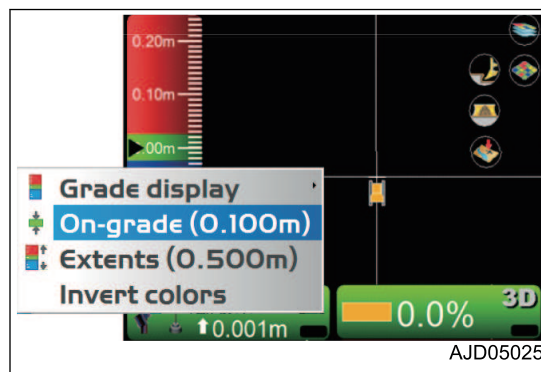 0.20m
0.10m
.00m
Grade display
On-grade (0.100m)
Extents (0.500m)
Invert colors
0.001m
0.0%
3D
AJD05025